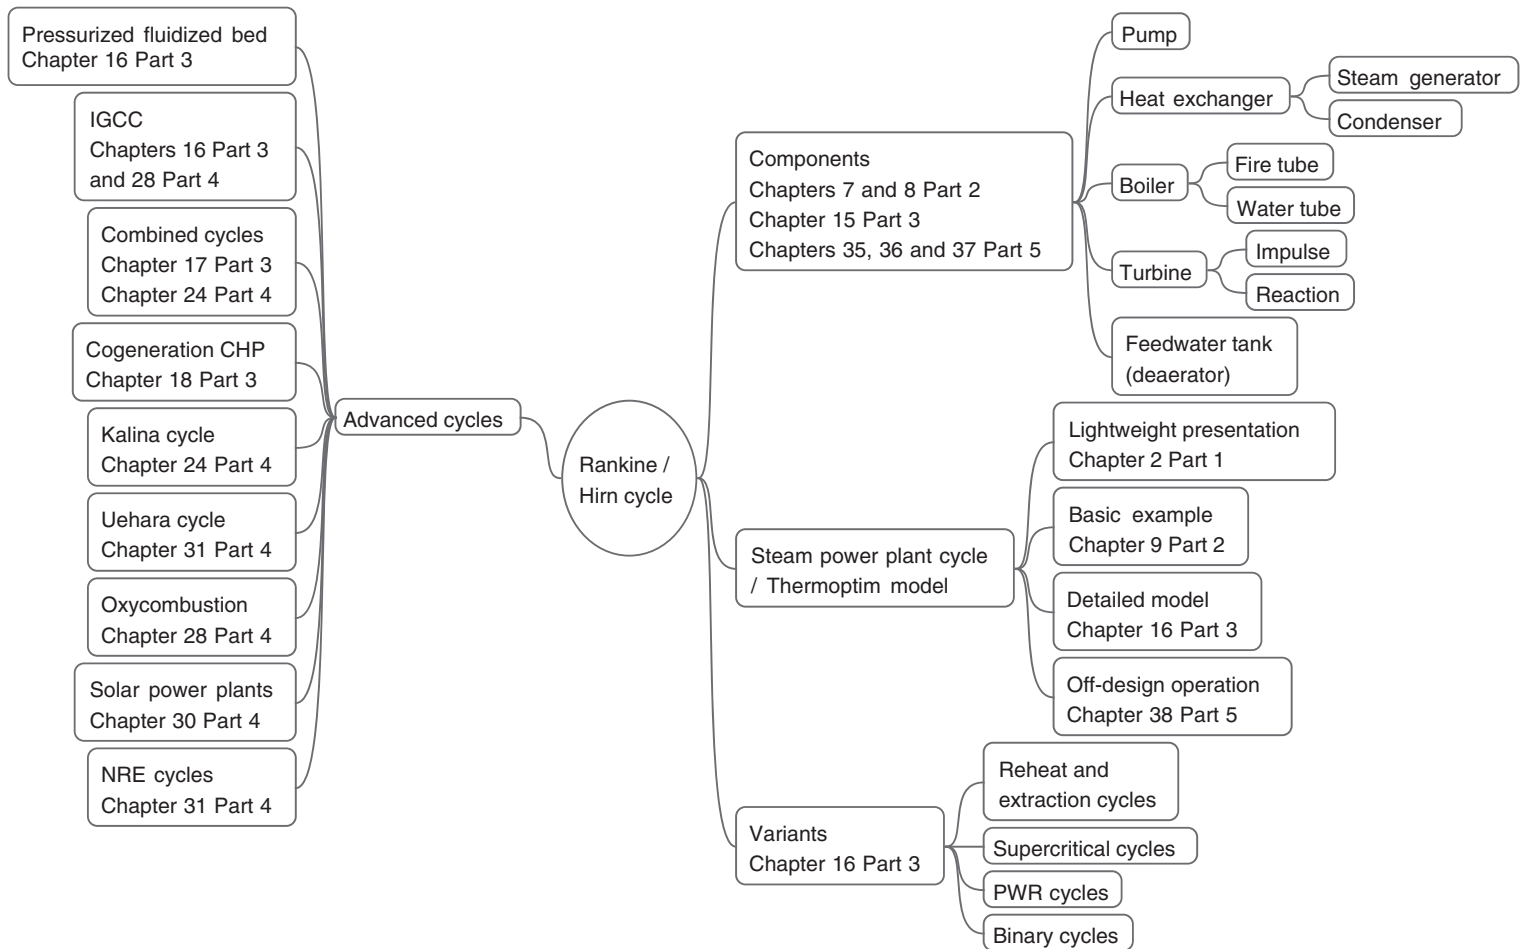 Pressurized fluidized bed
Chapter 16 Part 3
IGCC
Chapters 16 Part 3
and 28 Part 4
Combined cycles
Chapter 17 Part 3
Chapter 24 Part 4
Cogeneration CHP
Chapter 18 Part 3
Kalina cycle
Chapter 24 Part 4
Uehara cycle
Chapter 31 Part 4
Oxycombustion
Chapter 28 Part 4
Solar power plants
Chapter 30 Part 4
NRE cycles
Chapter 31 Part 4
Advanced cycles
Rankine /
Hirn cycle
Components
Chapters 7 and 8 Part 2
Chapter 15 Part 3
Chapters 35, 36 and 37 Part 5
Pump
Heat exchanger
Steam generator
Condenser
Boiler
Fire tube
Water tube
Turbine
Impulse
Reaction
Feedwater tank
(deaerator)
Steam power plant cycle
/ Thermoptim model
Lightweight presentation
Chapter 2 Part 1
Basic example
Chapter 9 Part 2
Detailed model
Chapter 16 Part 3
Off-design operation
Chapter 38 Part 5
Variants
Chapter 16 Part 3
Reheat and
extraction cycles
Supercritical cycles
PWR cycles
Binary cycles